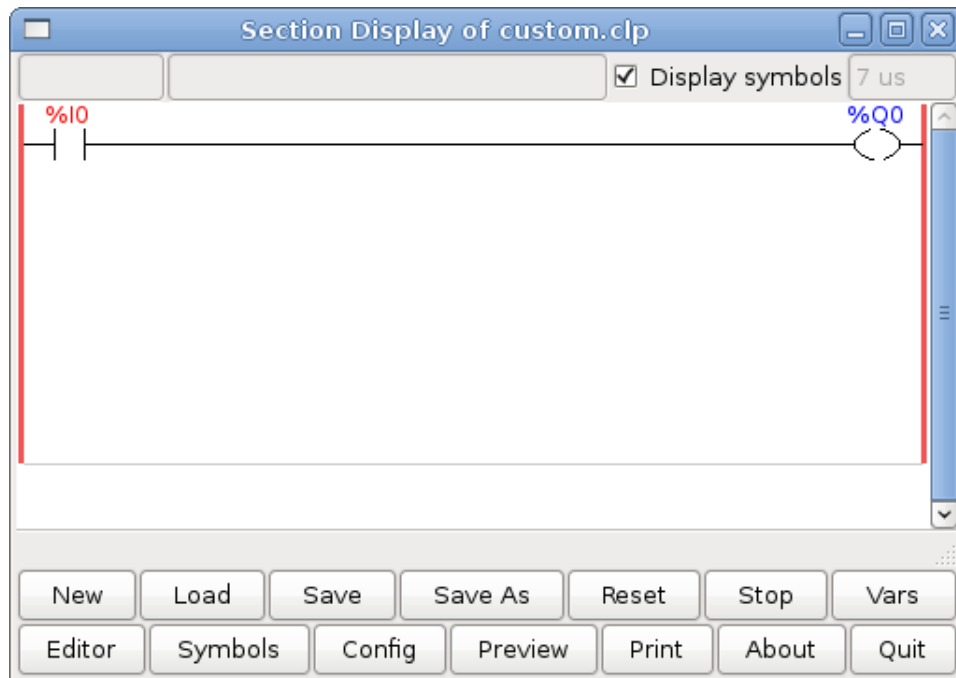 Section Display of custom.clp
Display symbols 7 us
%I0 %Q0
New Load Save Save As Reset Stop Vars
Editor Symbols Config Preview Print About Quit